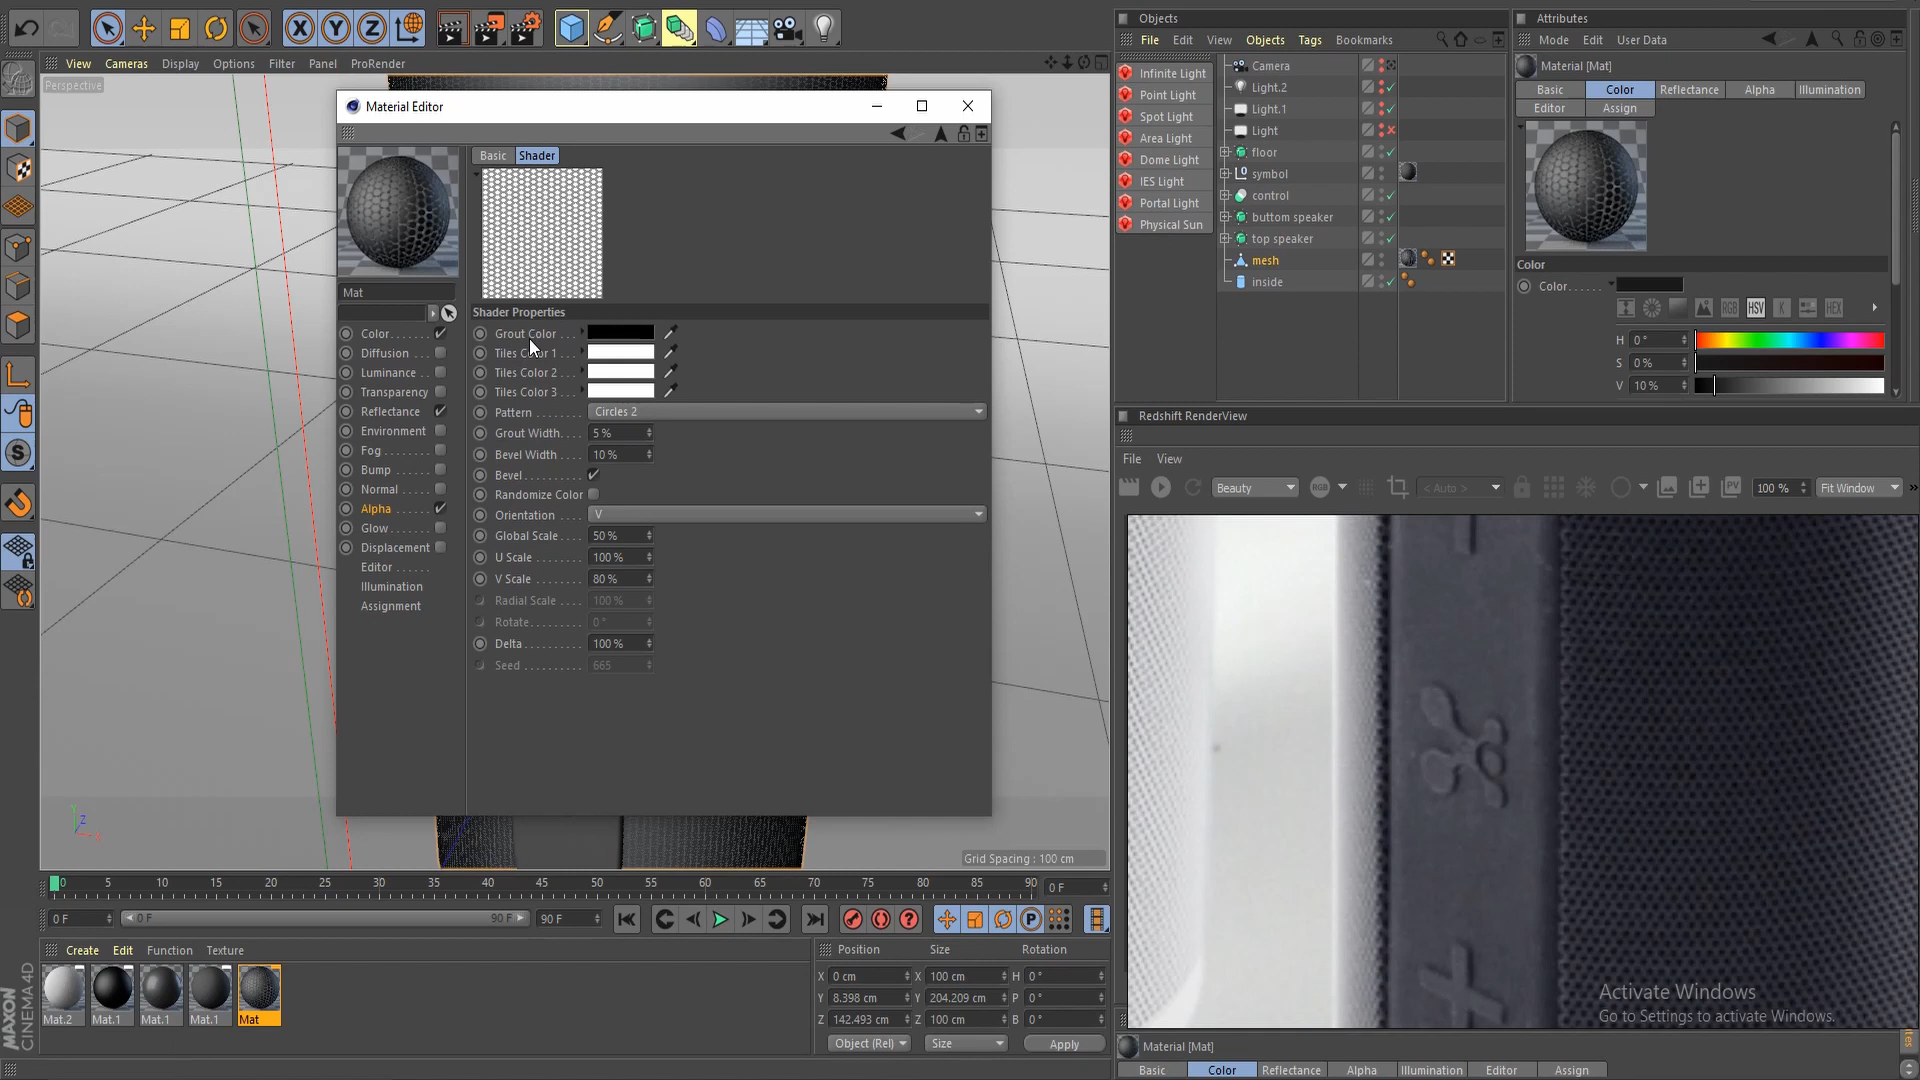 Objects
Attributes
File Edit View Objects Tags Bookmarks
Mode Edit User Data
View Cameras Display Options Filter Panel ProRender
Perspective
Material Editor
Basic Shader
Mat
Color
Diffusion
Luminance
Transparency
Reflectance
Environment
Fog
Bump
Normal
Alpha
Glow
Displacement
Editor
Illumination
Assignment
Shader Properties
Grout Color
Tiles Color 1
Tiles Color 2
Tiles Color 3
Pattern Circles 2
Grout Width 5 %
Bevel Width 10 %
Bevel
Randomize Color
Orientation V
Global Scale 50 %
U Scale 100 %
V Scale 80 %
Radial Scale 100 %
Rotate 0 °
Delta 100 %
Seed 665
Infinite Light
Point Light
Spot Light
Area Light
Dome Light
IES Light
Portal Light
Physical Sun
Camera
Light.2
Light.1
Light
floor
symbol
control
buttom speaker
top speaker
mesh
inside
Material [Mat]
Basic Color Reflectance Alpha Illumination
Editor Assign
Color
Color
RGB HSV K HEX
H 0 °
S 0 %
V 10 %
Redshift RenderView
File View
Beauty RGB < Auto > PV 100 % Fit Window »
Activate Windows
Go to Settings to activate Windows.
Grid Spacing : 100 cm
0 5 10 15 20 25 30 35 40 45 50 55 60 65 70 75 80 85 90 0 F
0 F 0 F 90 F 90 F
Create Edit Function Texture
Mat.2 Mat.1 Mat.1 Mat.1 Mat
MAXON
CINEMA 4D
Position Size Rotation
X 0 cm X 100 cm H 0 °
Y 8.398 cm Y 204.209 cm P 0 °
Z 142.493 cm Z 100 cm B 0 °
Object (Rel) Size Apply
Material [Mat]
Basic Color Reflectance Alpha Illumination Editor Assign